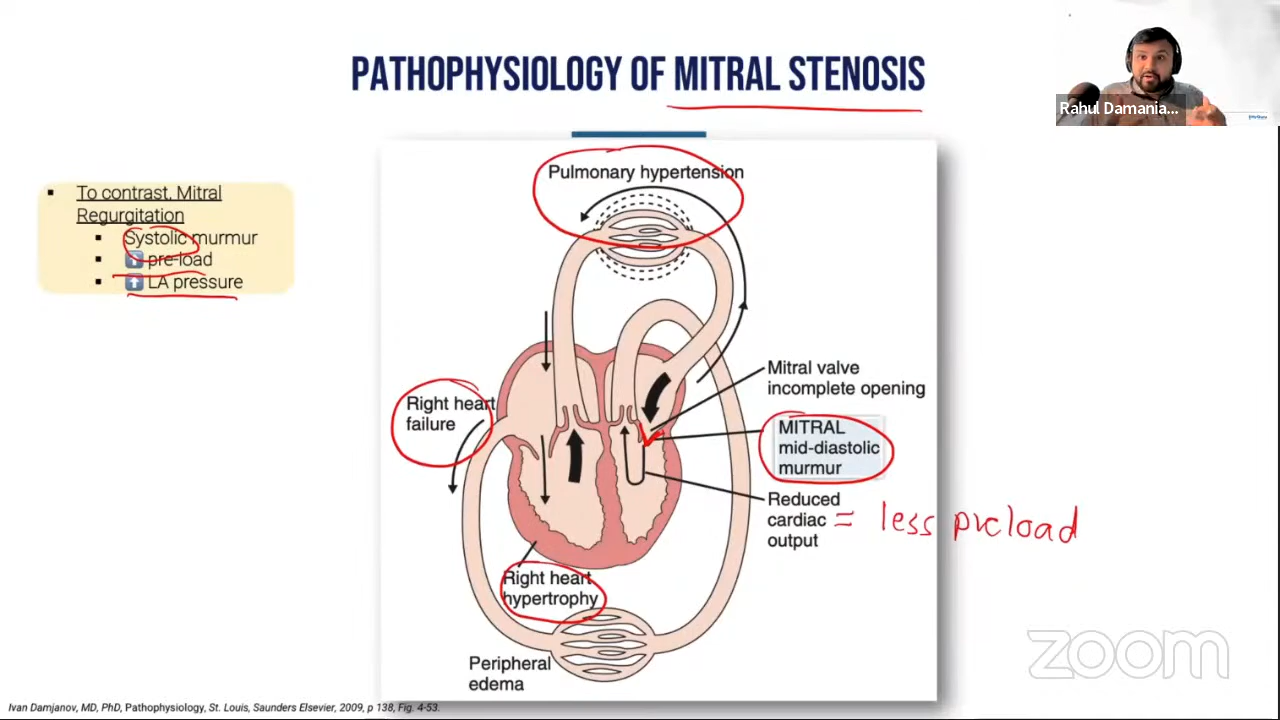 PATHOPHYSIOLOGY OF MITRAL STENOSIS
Rahul Damania...
To contrast, Mitral
Regurgitation
Systolic murmur
⬆ pre-load
⬆ LA pressure
Pulmonary hypertension
Right heart
failure
Mitral valve
incomplete opening
MITRAL
mid-diastolic
murmur
Reduced
cardiac
output
= less preload
Right heart
hypertrophy
Peripheral
edema
zoom
Ivan Damjanov, MD, PhD, Pathophysiology, St. Louis, Saunders Elsevier, 2009, p 138, Fig. 4-53.